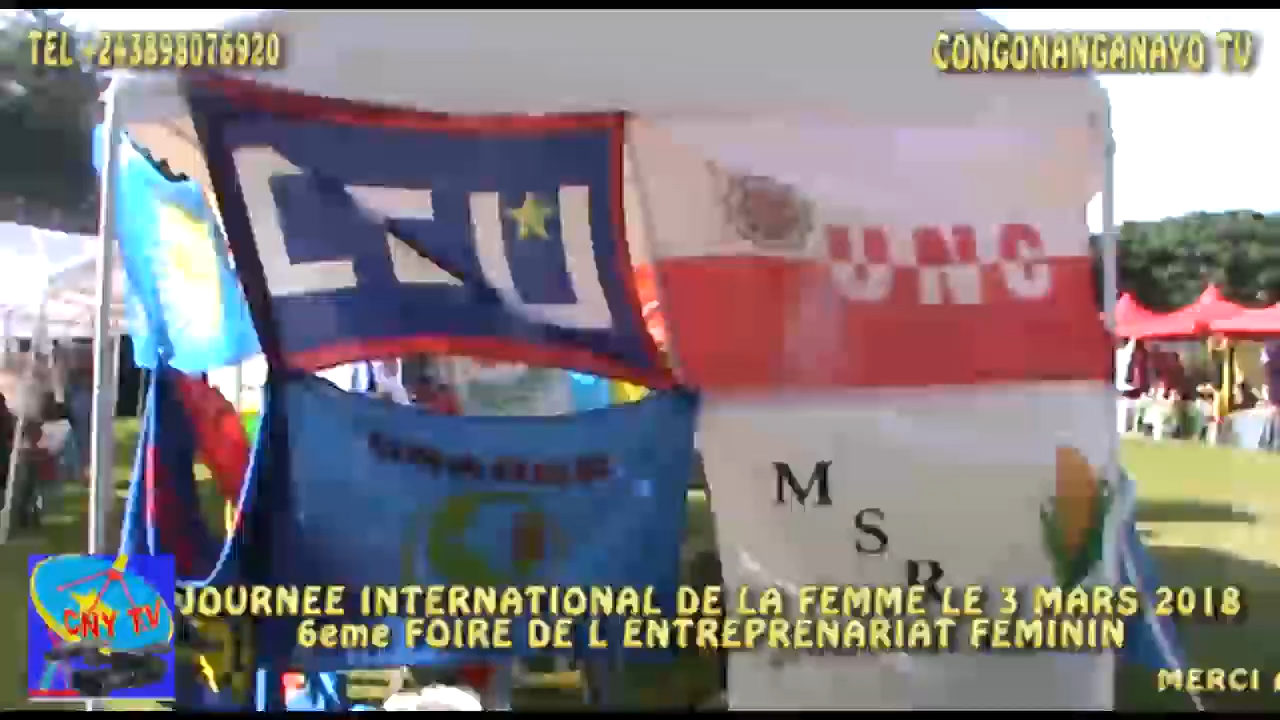 TEL +243898076920
CONGONANGANAYO TV
UNC
M
S
R
CNY TV
JOURNEE INTERNATIONAL DE LA FEMME LE 3 MARS 2018
6eme FOIRE DE L ENTREPRENARIAT FEMININ
MERCI